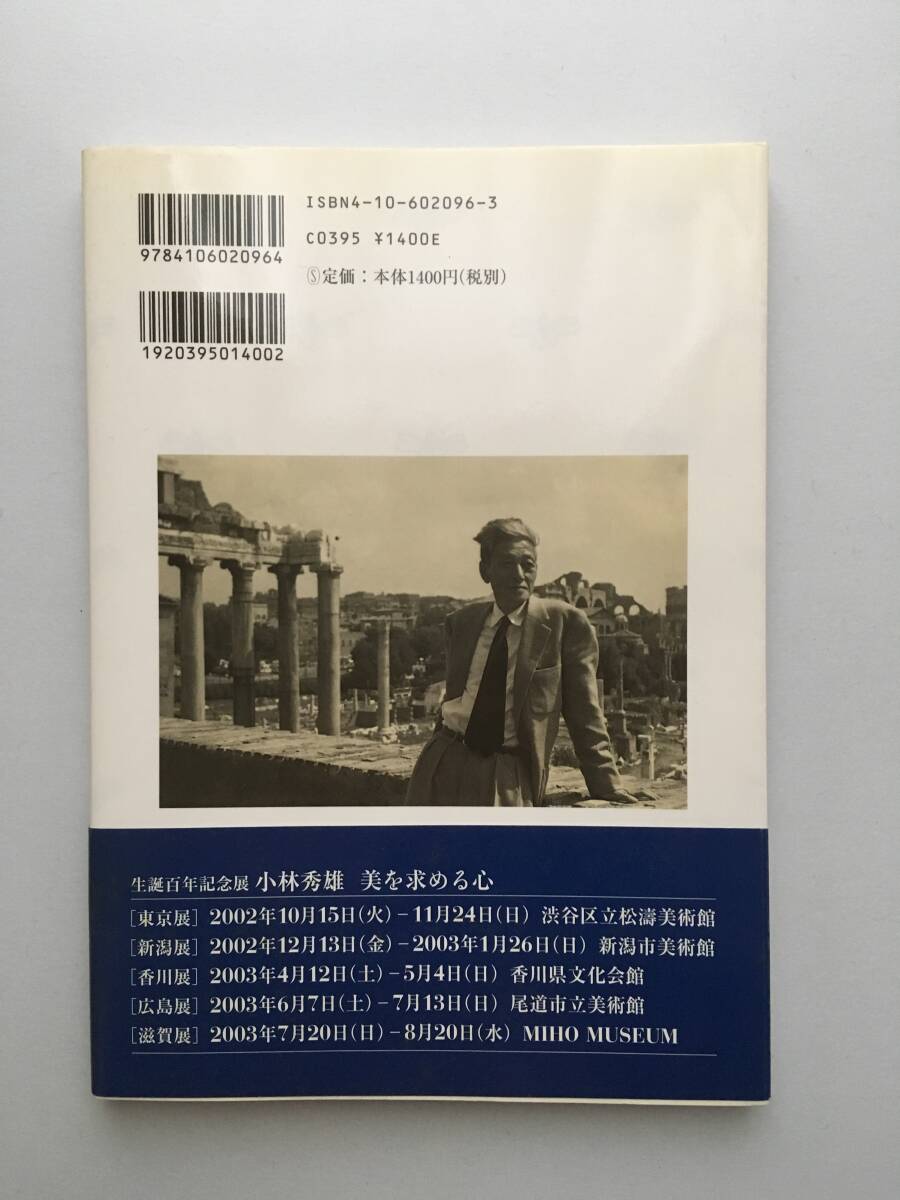 ISBN4-10-602096-3
C0395 ¥1400E
Ⓢ定価：本体1400円(税別)
9784106020964
1920395014002
生誕百年記念展 小林秀雄 美を求める心
[東京展] 2002年10月15日(火)－11月24日(日) 渋谷区立松濤美術館
[新潟展] 2002年12月13日(金)－2003年1月26日(日) 新潟市美術館
[香川展] 2003年4月12日(土)－5月4日(日) 香川県文化会館
[広島展] 2003年6月7日(土)－7月13日(日) 尾道市立美術館
[滋賀展] 2003年7月20日(日)－8月20日(水) MIHO MUSEUM